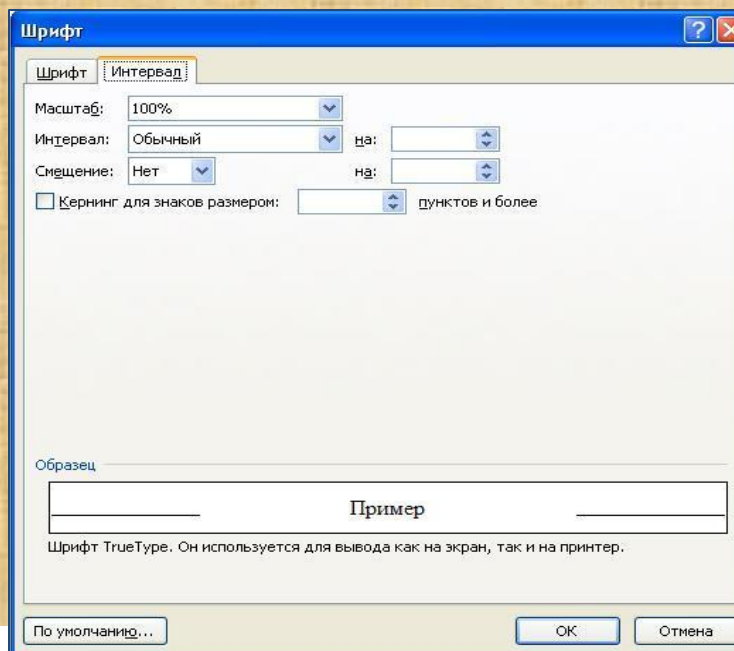 Шрифт
Шрифт Интервал
Масштаб: 100%
Интервал: Обычный на:
Смещение: Нет на:
Кернинг для знаков размером: пунктов и более
Образец
Пример
Шрифт TrueType. Он используется для вывода как на экран, так и на принтер.
По умолчанию... ОК Отмена